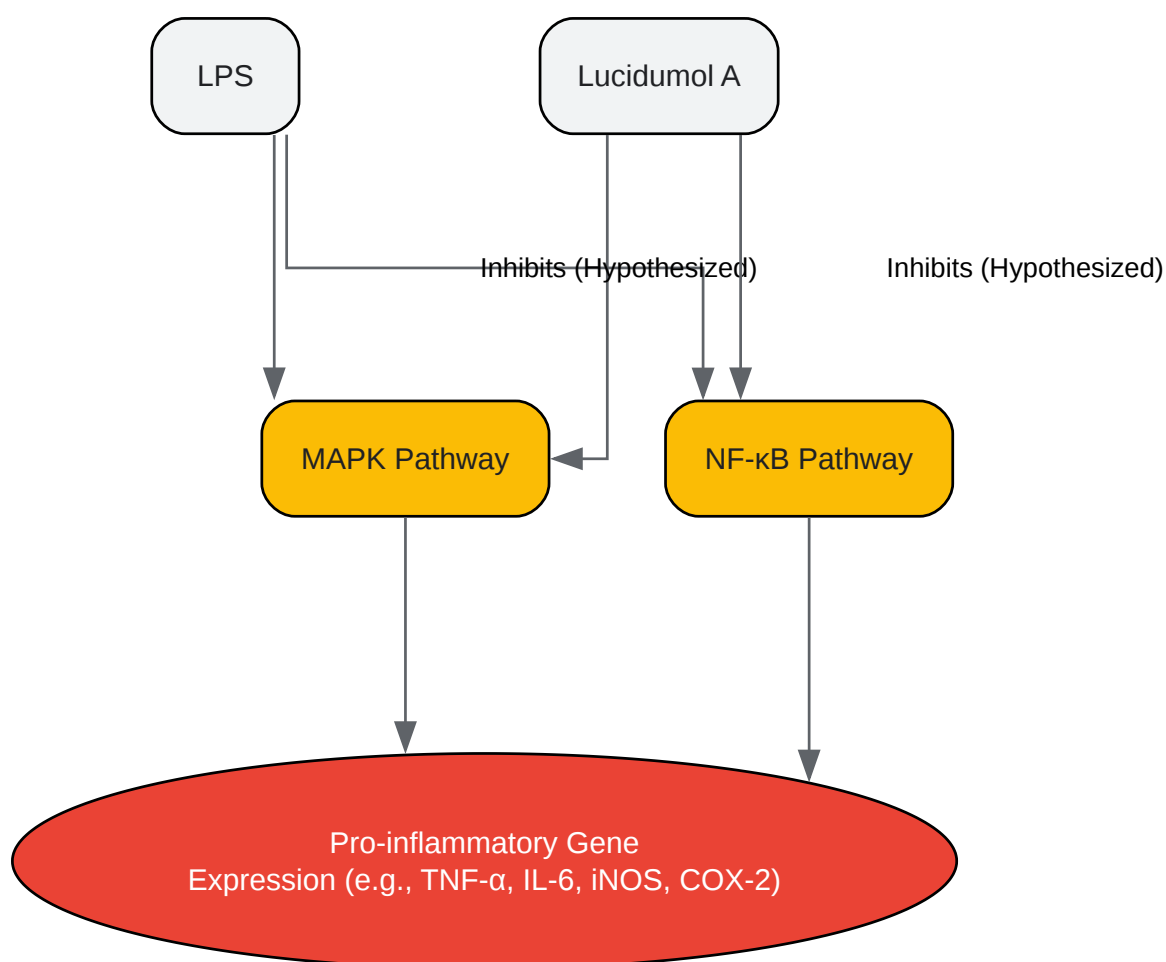 LPS
Lucidumol A
Inhibits (Hypothesized)
Inhibits (Hypothesized)
MAPK Pathway
NF-κB Pathway
Pro-inflammatory Gene
Expression (e.g., TNF-α, IL-6, iNOS, COX-2)